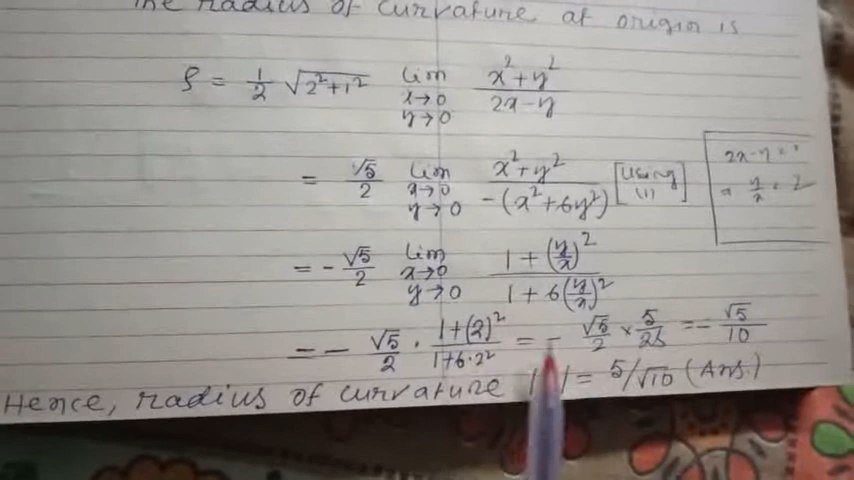 The radius of curvature at origin is
ρ = 1/2 √(2²+1²) lim x→0 y→0 (x²+y²)/(2x-y)
= √5/2 lim x→0 y→0 (x²+y²)/(-(x²+6y²)) [Using (1)]
2x-y=
= y/x = 2
= -√5/2 lim x→0 y→0 (1+(y/x)²)/(1+6(y/x)²)
= - √5/2 · (1+(2)²)/(1+6·2²) = - √5/2 × 5/25 = - √5/10
Hence, radius of curvature | | = 5/√10 (Ans.)